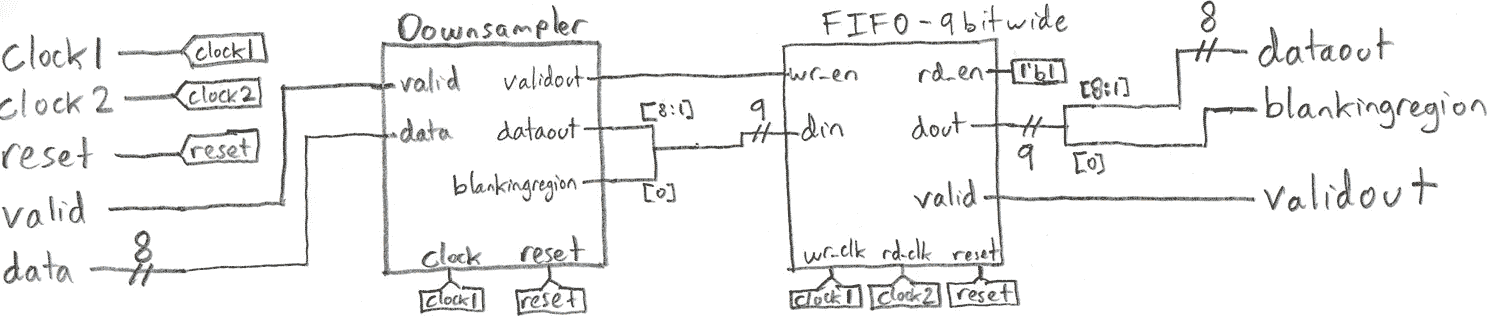 Downsampler
FIFO-9bitwide
clock1
clock1
clock2
clock2
reset
reset
valid
data
8
valid
validout
data
dataout
blankingregion
clock
reset
clock1
reset
[8:1]
[0]
9
wr_en
rd_en
1'b1
din
dout
valid
wr_clk
rd_clk
reset
clock1
clock2
reset
9
[8:1]
[0]
8
dataout
blankingregion
validout